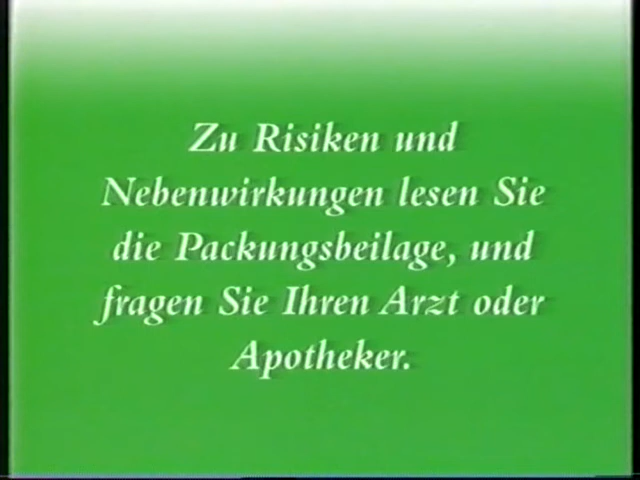 Zu Risiken und
Nebenwirkungen lesen Sie
die Packungsbeilage, und
fragen Sie Ihren Arzt oder
Apotheker.